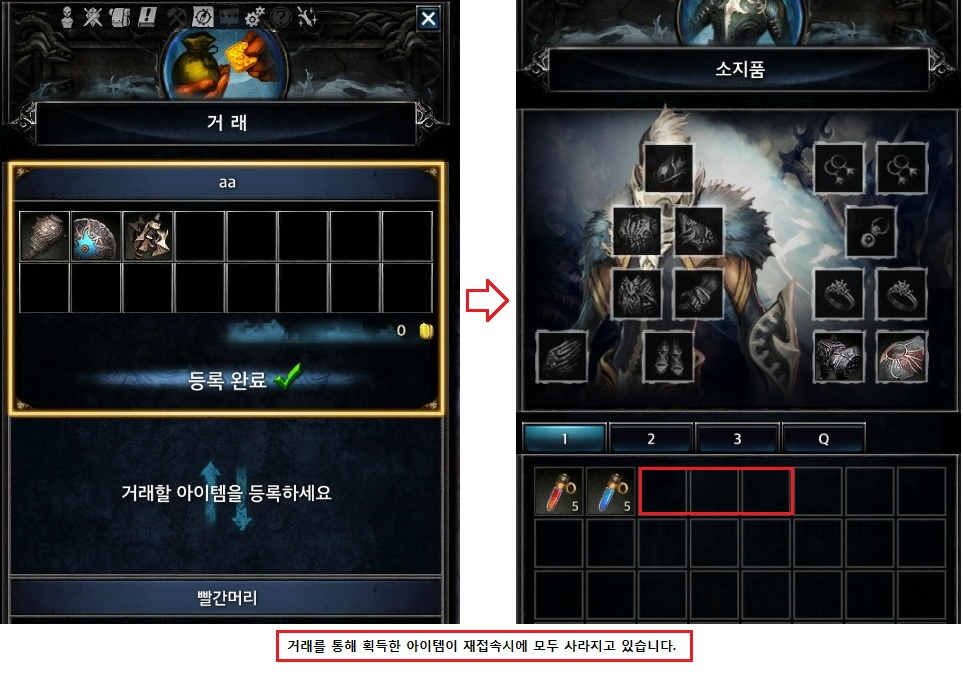 거 래
aa
0
등록 완료
거래할 아이템을 등록하세요
빨간머리
소지품
1 2 3 Q
5 5
거래를 통해 획득한 아이템이 재접속시에 모두 사라지고 있습니다.